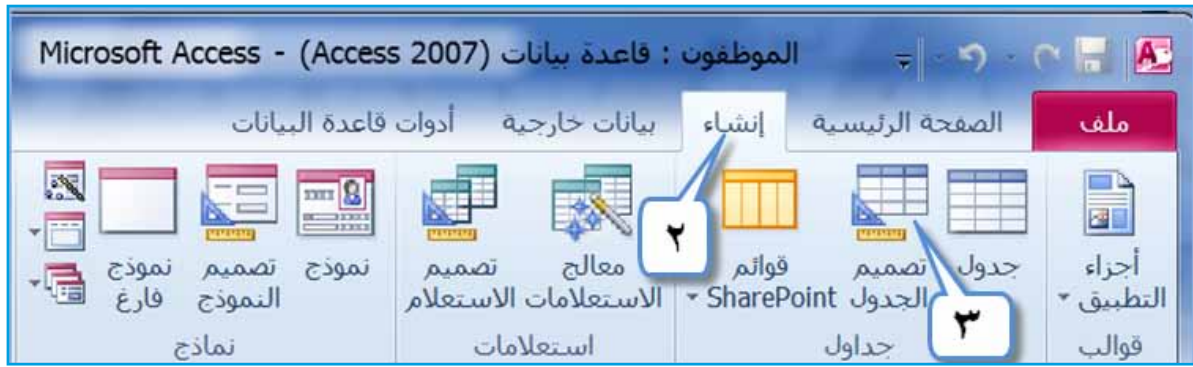 الموظفون : قاعدة بيانات (Access 2007) - Microsoft Access
ملف الصفحة الرئيسية إنشاء بيانات خارجية أدوات قاعدة البيانات
٢
٣
أجزاء جدول تصميم قوائم معالج تصميم نموذج تصميم نموذج
التطبيق الجدول SharePoint الاستعلامات الاستعلام النموذج فارغ
قوالب جداول استعلامات نماذج